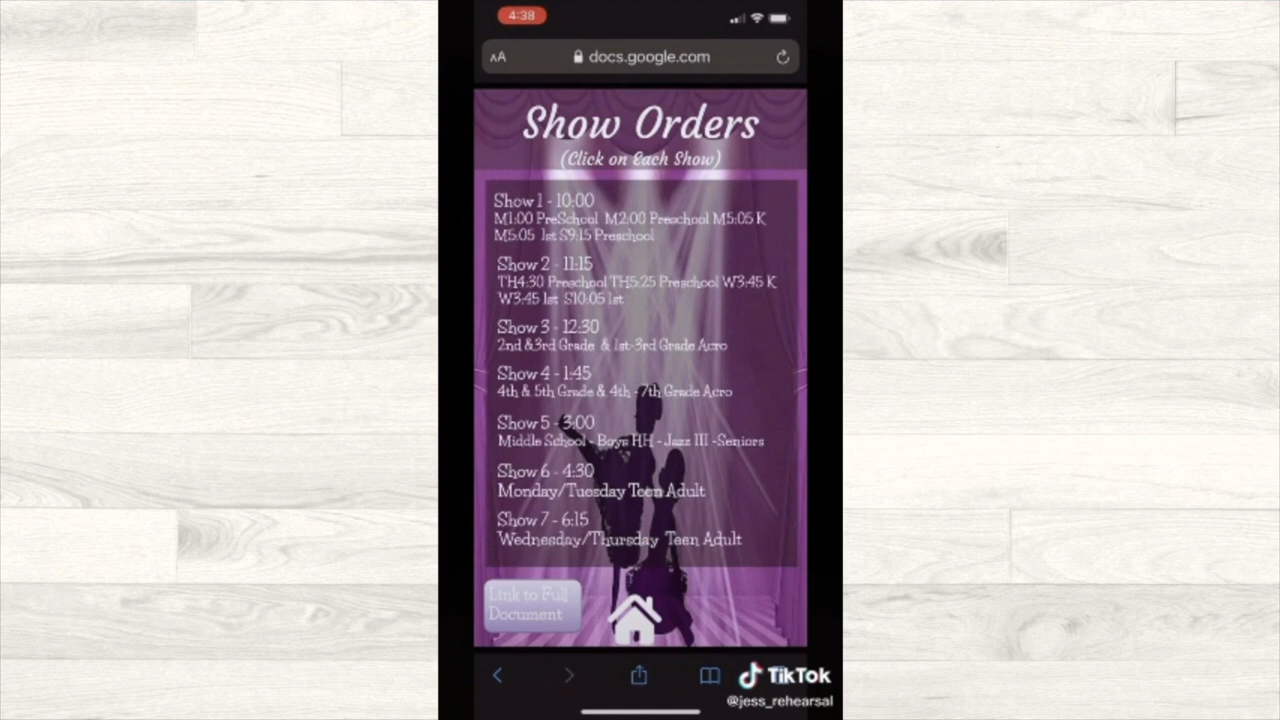 4:38
AA
docs.google.com
Show Orders
(Click on Each Show)
Show 1 - 10:00
M1:00 PreSchool M2:00 Preschool M5:05 K
M5:05 1st S9:15 Preschool
Show 2 - 11:15
TH4:30 Preschool TH5:25 Preschool W3:45 K
W3:45 1st S10:05 1st
Show 3 - 12:30
2nd &3rd Grade & 1st-3rd Grade Acro
Show 4 - 1:45
4th & 5th Grade & 4th -7th Grade Acro
Show 5 - 3:00
Middle School - Boys HH - Jazz III -Seniors
Show 6 - 4:30
Monday/Tuesday Teen Adult
Show 7 - 6:15
Wednesday/Thursday Teen Adult
Link to Full
Document
TikTok
@jess_rehearsal